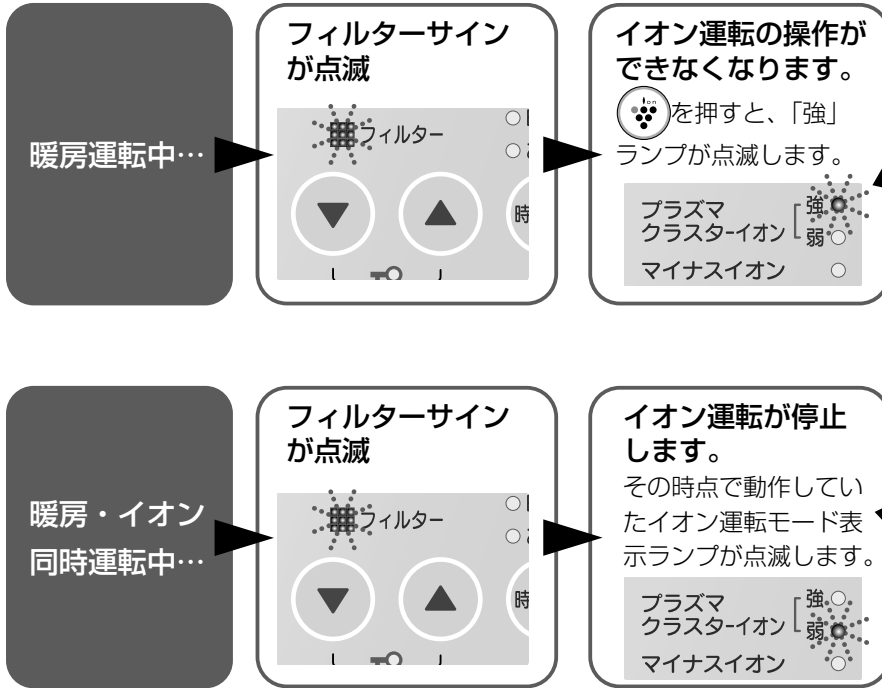 暖房運転中…
フィルターサイン
が点滅
フィルター
時
イオン運転の操作が
できなくなります。
ion
を押すと、「強」
ランプが点滅します。
プラズマ
クラスターイオン
強
弱
マイナスイオン
暖房・イオン
同時運転中…
フィルターサイン
が点滅
フィルター
時
イオン運転が停止
します。
その時点で動作してい
たイオン運転モード表
示ランプが点滅します。
プラズマ
クラスターイオン
強
弱
マイナスイオン